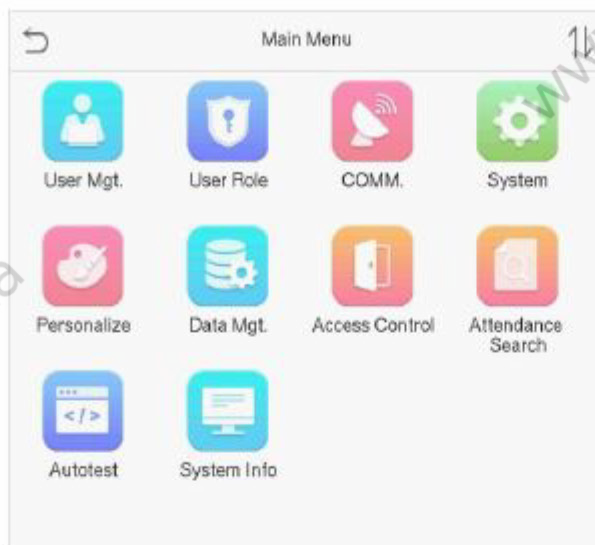 Main Menu
User Mgt.
User Role
COMM.
System
Personalize
Data Mgt.
Access Control
Attendance
Search
</>
Autotest
System Info